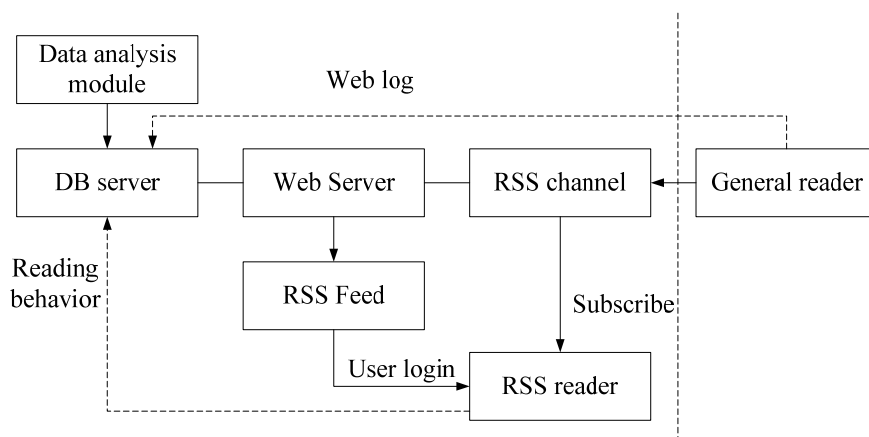 Data analysis
module
Web log
DB server
Web Server
RSS channel
General reader
Reading
behavior
RSS Feed
Subscribe
User login
RSS reader